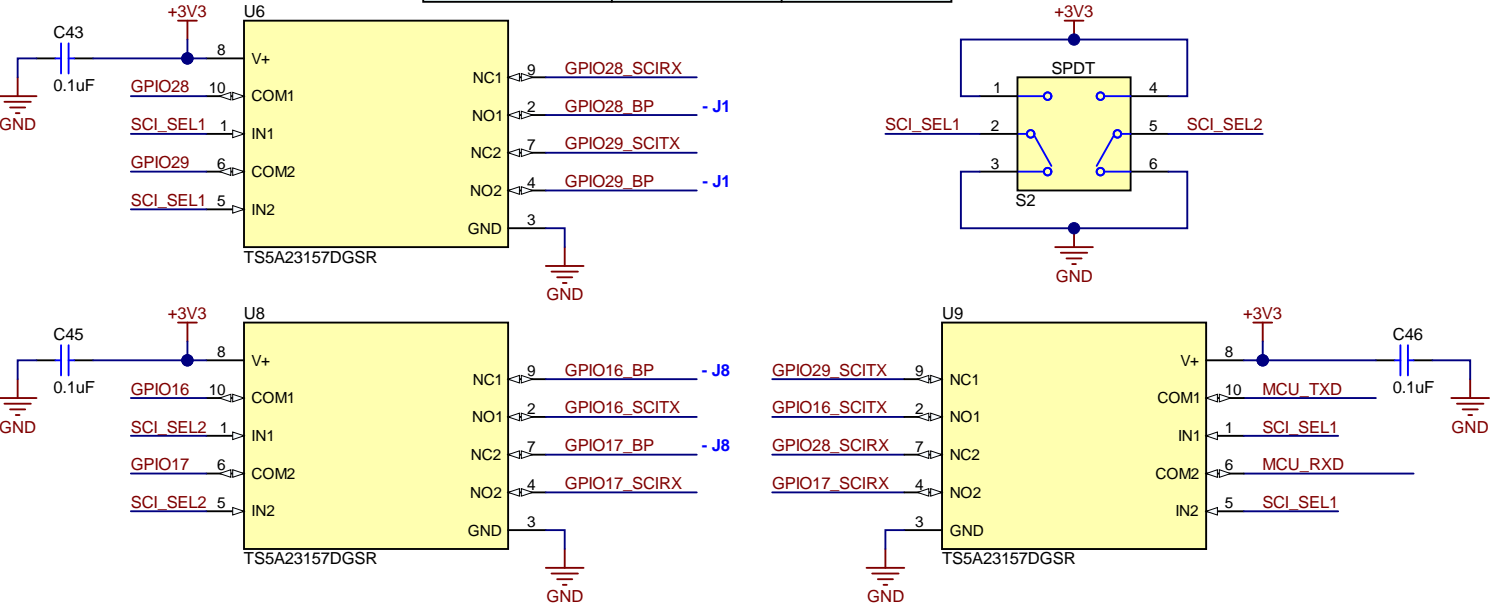 +3V3
U6
C43
0.1uF
GND
8 V+
GPIO28 10 COM1
SCI_SEL1 1 IN1
GPIO29 6 COM2
SCI_SEL1 5 IN2
NC1 9 GPIO28_SCIRX
NO1 2 GPIO28_BP - J1
NC2 7 GPIO29_SCITX
NO2 4 GPIO29_BP - J1
GND 3
TS5A23157DGSR
GND
+3V3
SPDT
1 4
SCI_SEL1 2 5 SCI_SEL2
3 6
S2
GND
+3V3
U8
C45
0.1uF
GND
8 V+
GPIO16 10 COM1
SCI_SEL2 1 IN1
GPIO17 6 COM2
SCI_SEL2 5 IN2
NC1 9 GPIO16_BP - J8
NO1 2 GPIO16_SCITX
NC2 7 GPIO17_BP - J8
NO2 4 GPIO17_SCIRX
GND 3
TS5A23157DGSR
GND
U9
+3V3
C46
0.1uF
GND
GPIO29_SCITX 9 NC1
GPIO16_SCITX 2 NO1
GPIO28_SCIRX 7 NC2
GPIO17_SCIRX 4 NO2
3 GND
V+ 8
COM1 10 MCU_TXD
IN1 1 SCI_SEL1
COM2 6 MCU_RXD
IN2 5 SCI_SEL1
TS5A23157DGSR
GND